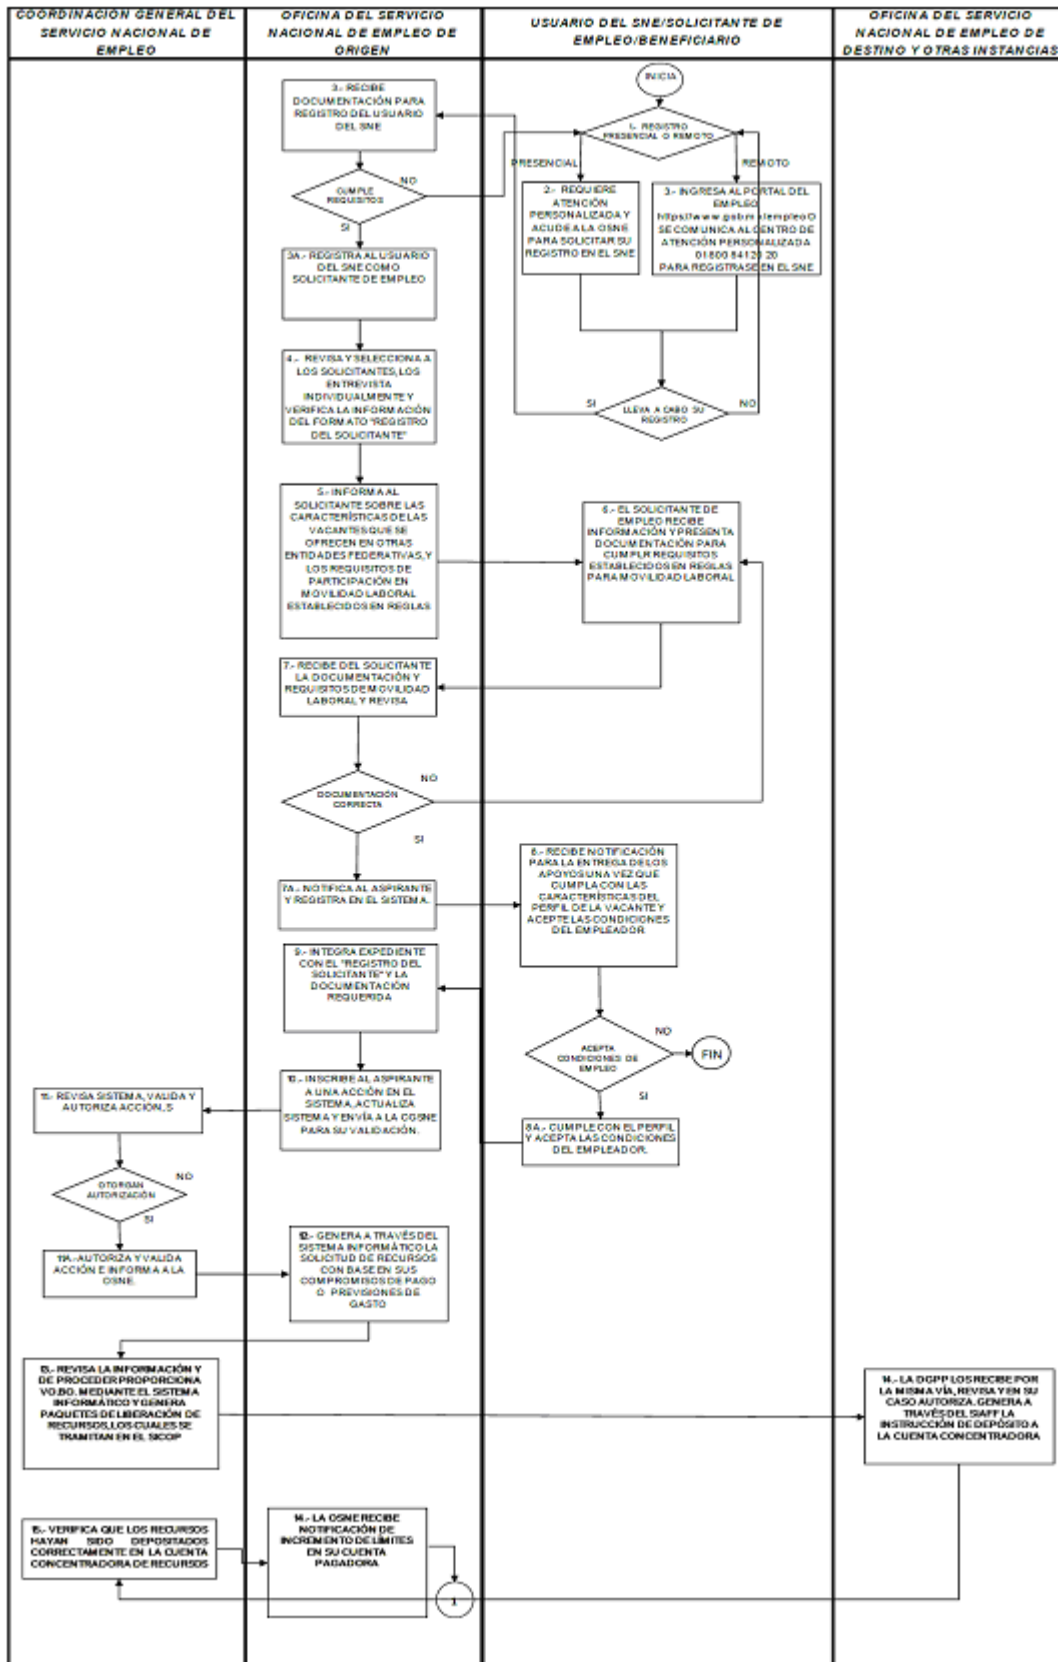 COORDINACIÓN GENERAL DEL
SERVICIO NACIONAL DE
EMPLEO
OFICINA DEL SERVICIO
NACIONAL DE EMPLEO DE
ORIGEN
USUARIO DEL SNE/SOLICITANTE DE
EMPLEO/BENEFICIARIO
OFICINA DEL SERVICIO
NACIONAL DE EMPLEO DE
DESTINO Y OTRAS INSTANCIAS
INICIA
1.- REGISTRO
PRESENCIAL O REMOTO
PRESENCIAL
REMOTO
2.- REQUIERE
ATENCIÓN
PERSONALIZADA Y
ACUDE A LA OSNE
PARA SOLICITAR SU
REGISTRO EN EL SNE
3.- INGRESA AL PORTAL DEL
EMPLEO
SE COMUNICA AL CENTRO DE
ATENCIÓN PERSONALIZADA
01 800 841 20 20
PARA REGISTRASE EN EL SNE
LLEVA A CABO SU
REGISTRO
SI
NO
3.- RECIBE
DOCUMENTACIÓN PARA
REGISTRO DEL USUARIO
DEL SNE
CUMPLE
REQUISITOS
NO
SI
3A.- REGISTRA AL USUARIO
DEL SNE COMO
SOLICITANTE DE EMPLEO
4.- REVISA Y SELECCIONA A
LOS SOLICITANTES, LOS
ENTREVISTA
INDIVIDUALMENTE Y
VERIFICA LA INFORMACIÓN
DEL FORMATO "REGISTRO
DEL SOLICITANTE"
5.- INFORMA AL
SOLICITANTE SOBRE LAS
CARACTERÍSTICAS DE LAS
VACANTES QUE SE
OFRECEN EN OTRAS
ENTIDADES FEDERATIVAS, Y
LOS REQUISITOS DE
PARTICIPACIÓN EN
MOVILIDAD LABORAL
ESTABLECIDOS EN REGLAS
6.- EL SOLICITANTE DE
EMPLEO RECIBE
INFORMACIÓN Y PRESENTA
DOCUMENTACIÓN PARA
CUMPLIR REQUISITOS
ESTABLECIDOS EN REGLAS
PARA MOVILIDAD LABORAL
7.- RECIBE DEL SOLICITANTE
LA DOCUMENTACIÓN Y
REQUISITOS DE MOVILIDAD
LABORAL Y REVISA
DOCUMENTACIÓN
CORRECTA
NO
SI
7A.- NOTIFICA AL ASPIRANTE
Y REGISTRA EN EL SISTEMA.
8.- RECIBE NOTIFICACIÓN
PARA LA ENTREGA DE LOS
APOYOS UNA VEZ QUE
CUMPLA CON LAS
CARACTERÍSTICAS DEL
PERFIL DE LA VACANTE Y
ACEPTE LAS CONDICIONES
DEL EMPLEADOR
ACEPTA
CONDICIONES DE
EMPLEO
NO
FIN
SI
8A.- CUMPLE CON EL PERFIL
Y ACEPTA LAS CONDICIONES
DEL EMPLEADOR.
9.- INTEGRA EXPEDIENTE
CON EL "REGISTRO DEL
SOLICITANTE" Y LA
DOCUMENTACIÓN
REQUERIDA
10.- INSCRIBE AL ASPIRANTE
A UNA ACCIÓN EN EL
SISTEMA, ACTUALIZA
SISTEMA Y ENVÍA A LA CGSNE
PARA SU VALIDACIÓN.
11.- REVISA SISTEMA, VALIDA Y
AUTORIZA ACCIÓN,S
OTORGAN
AUTORIZACIÓN
NO
SI
11A.-AUTORIZA Y VALIDA
ACCIÓN E INFORMA A LA
OSNE.
12.- GENERA A TRAVÉS DEL
SISTEMA INFORMÁTICO LA
SOLICITUD DE RECURSOS
CON BASE EN SUS
COMPROMISOS DE PAGO
O PREVISIONES DE
GASTO
13.- REVISA LA INFORMACIÓN Y
DE PROCEDER PROPORCIONA
VO.BO. MEDIANTE EL SISTEMA
INFORMÁTICO Y GENERA
PAQUETES DE LIBERACIÓN DE
RECURSOS, LOS CUALES SE
TRAMITAN EN EL SICOP
14.- LA DGPP LOS RECIBE POR
LA MISMA VÍA, REVISA Y EN SU
CASO AUTORIZA. GENERA A
TRAVÉS DEL SIAFF LA
INSTRUCCIÓN DE DEPÓSITO A
LA CUENTA CONCENTRADORA
15.- VERIFICA QUE LOS RECURSOS
HAYAN SIDO DEPOSITADOS
CORRECTAMENTE EN LA CUENTA
CONCENTRADORA DE RECURSOS
14.- LA OSNE RECIBE
NOTIFICACIÓN DE
INCREMENTO DE LÍMITES
EN SU CUENTA
PAGADORA
1